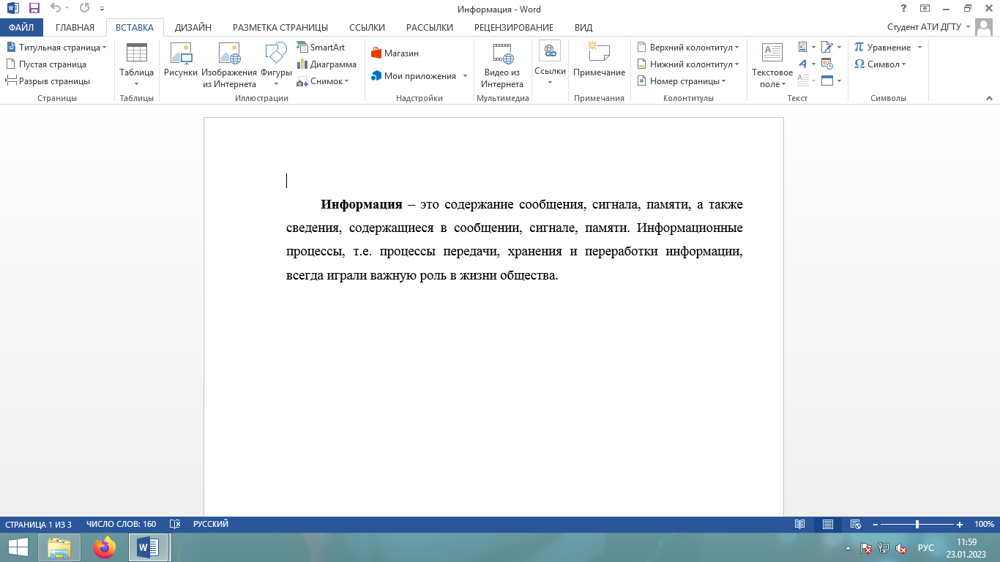 Информация - Word
?
ФАЙЛ ГЛАВНАЯ ВСТАВКА ДИЗАЙН РАЗМЕТКА СТРАНИЦЫ ССЫЛКИ РАССЫЛКИ РЕЦЕНЗИРОВАНИЕ ВИД Студент АТИ ДГТУ
Титульная страница
Пустая страница
Разрыв страницы
Страницы
Таблица
Таблицы
Рисунки
Изображения
из Интернета
Фигуры
SmartArt
Диаграмма
Снимок
Иллюстрации
Магазин
Мои приложения
Надстройки
Видео из
Интернета
Мультимедиа
Ссылки
Примечание
Примечания
Верхний колонтитул
Нижний колонтитул
Номер страницы
Колонтитулы
Текстовое
поле
Текст
π Уравнение
Ω Символ
Символы
Информация – это содержание сообщения, сигнала, памяти, а также
сведения, содержащиеся в сообщении, сигнале, памяти. Информационные
процессы, т.е. процессы передачи, хранения и переработки информации,
всегда играли важную роль в жизни общества.
СТРАНИЦА 1 ИЗ 3 ЧИСЛО СЛОВ: 160 РУССКИЙ 100%
РУС
11:59
23.01.2023